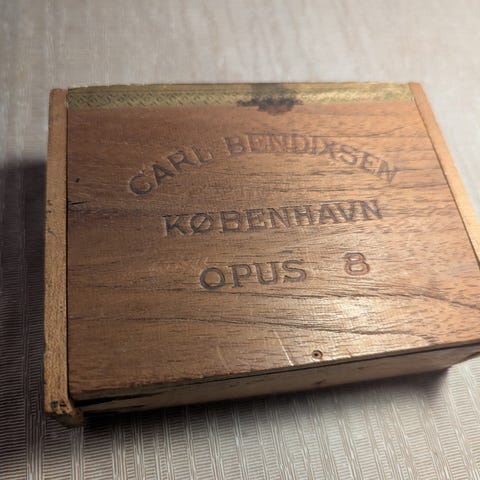 CARL BENDIXSEN
KØBENHAVN
OPUS 8